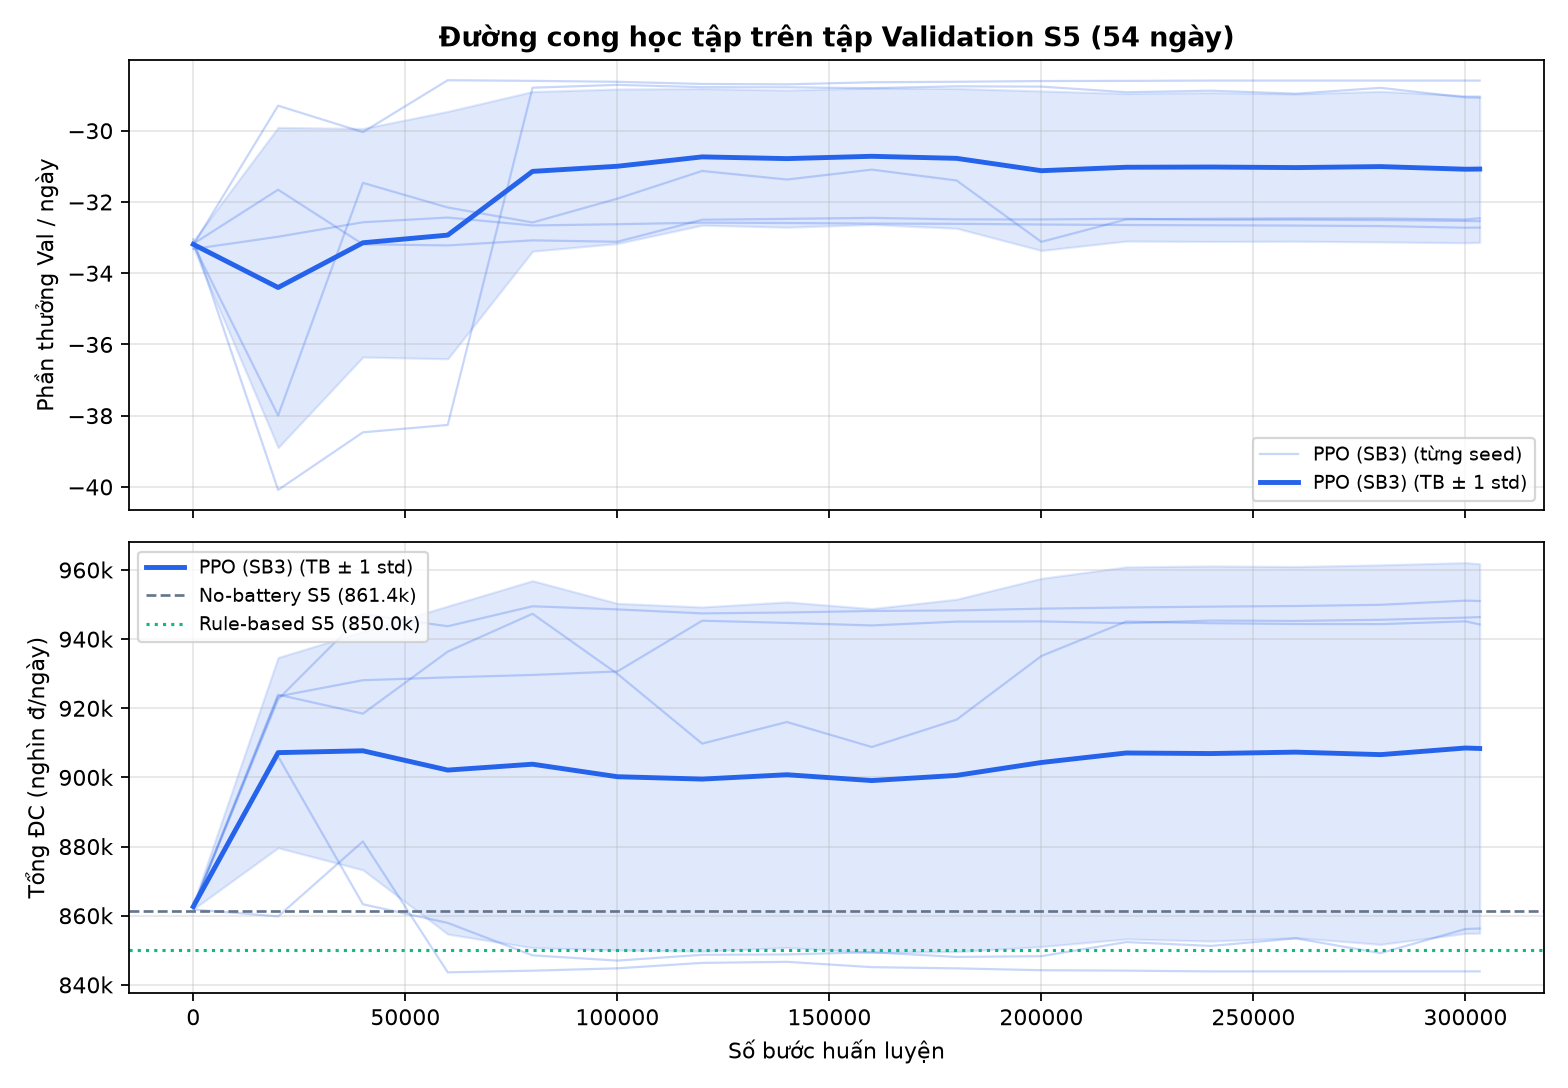 Đường cong học tập trên tập Validation S5 (54 ngày)
Phần thưởng Val / ngày
−30
−32
−34
−36
−38
−40
PPO (SB3) (từng seed)
PPO (SB3) (TB ± 1 std)
Tổng ĐC (nghìn đ/ngày)
960k
940k
920k
900k
880k
860k
840k
PPO (SB3) (TB ± 1 std)
No-battery S5 (861.4k)
Rule-based S5 (850.0k)
0 50000 100000 150000 200000 250000 300000
Số bước huấn luyện